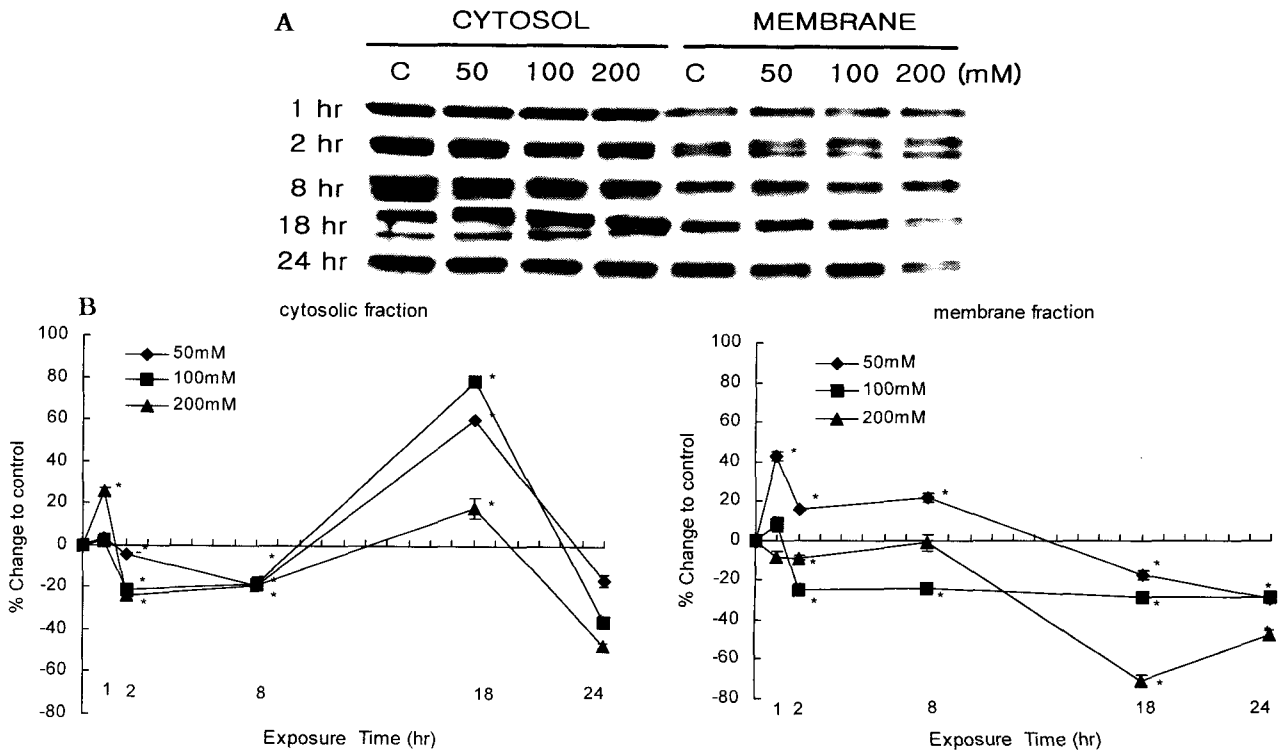 A
CYTOSOL MEMBRANE
C 50 100 200 C 50 100 200 (mM)
1 hr
2 hr
8 hr
18 hr
24 hr
B
cytosolic fraction
% Change to control
100
80
60
40
20
0
-20
-40
-60
-80
50mM
100mM
200mM
* * * * * * * * *
1 2 8 18 24
Exposure Time (hr)
membrane fraction
% Change to control
100
80
60
40
20
0
-20
-40
-60
-80
50mM
100mM
200mM
* * * * * * * * * * *
1 2 8 18 24
Exposure Time (hr)